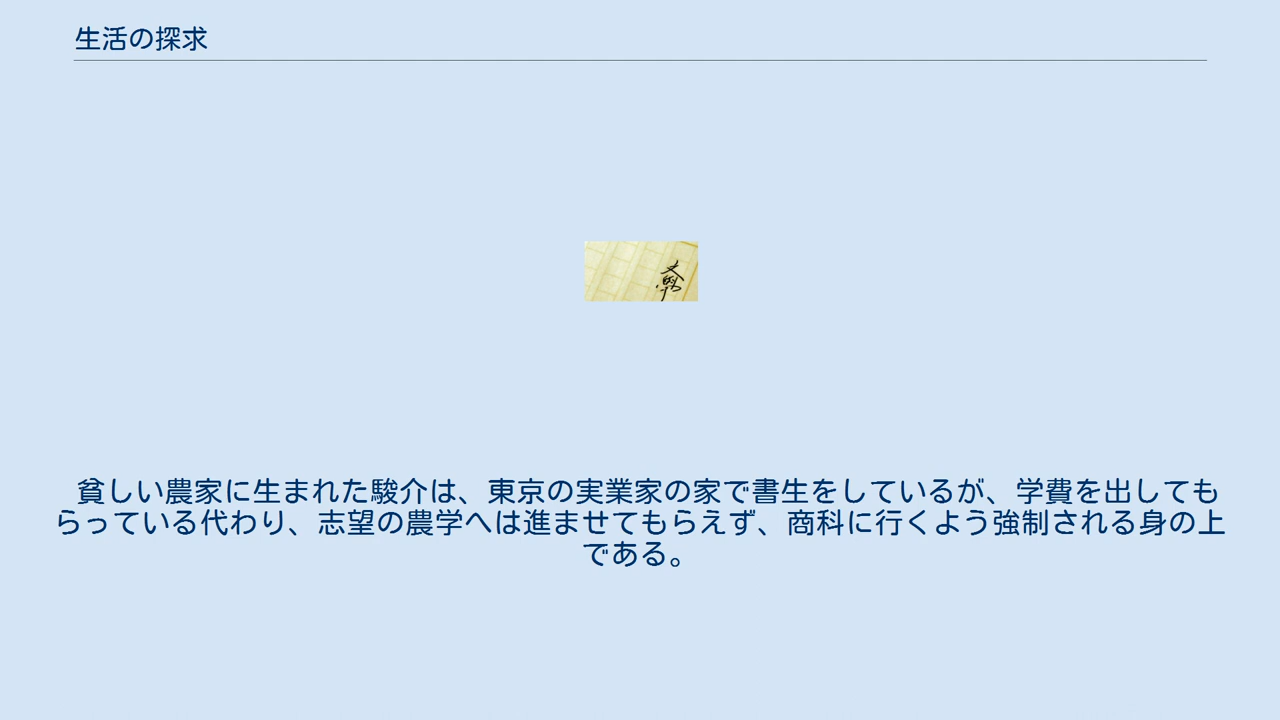 生活の探求
貧しい農家に生まれた駿介は、東京の実業家の家で書生をしているが、学費を出しても
らっている代わり、志望の農学へは進ませてもらえず、商科に行くよう強制される身の上
である。